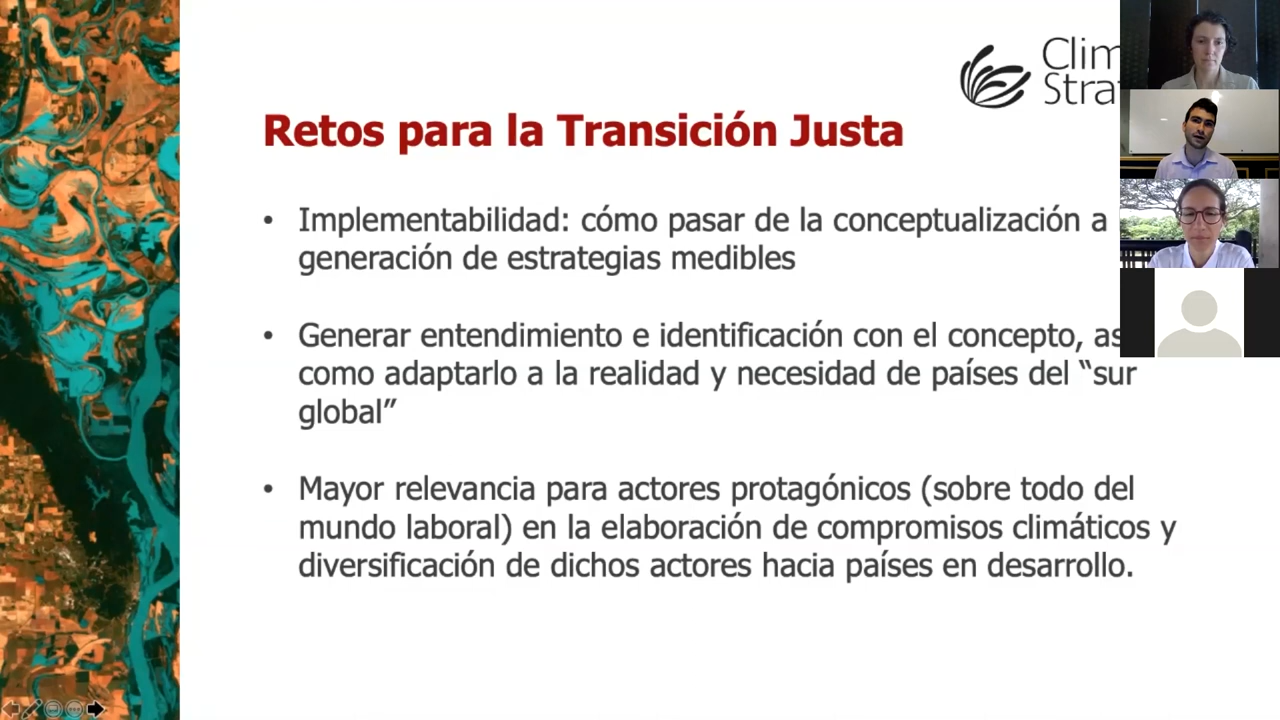 Clim
Stra
Retos para la Transición Justa
• Implementabilidad: cómo pasar de la conceptualización a
generación de estrategias medibles
• Generar entendimiento e identificación con el concepto, as
como adaptarlo a la realidad y necesidad de países del “sur
global”
• Mayor relevancia para actores protagónicos (sobre todo del
mundo laboral) en la elaboración de compromisos climáticos y
diversificación de dichos actores hacia países en desarrollo.